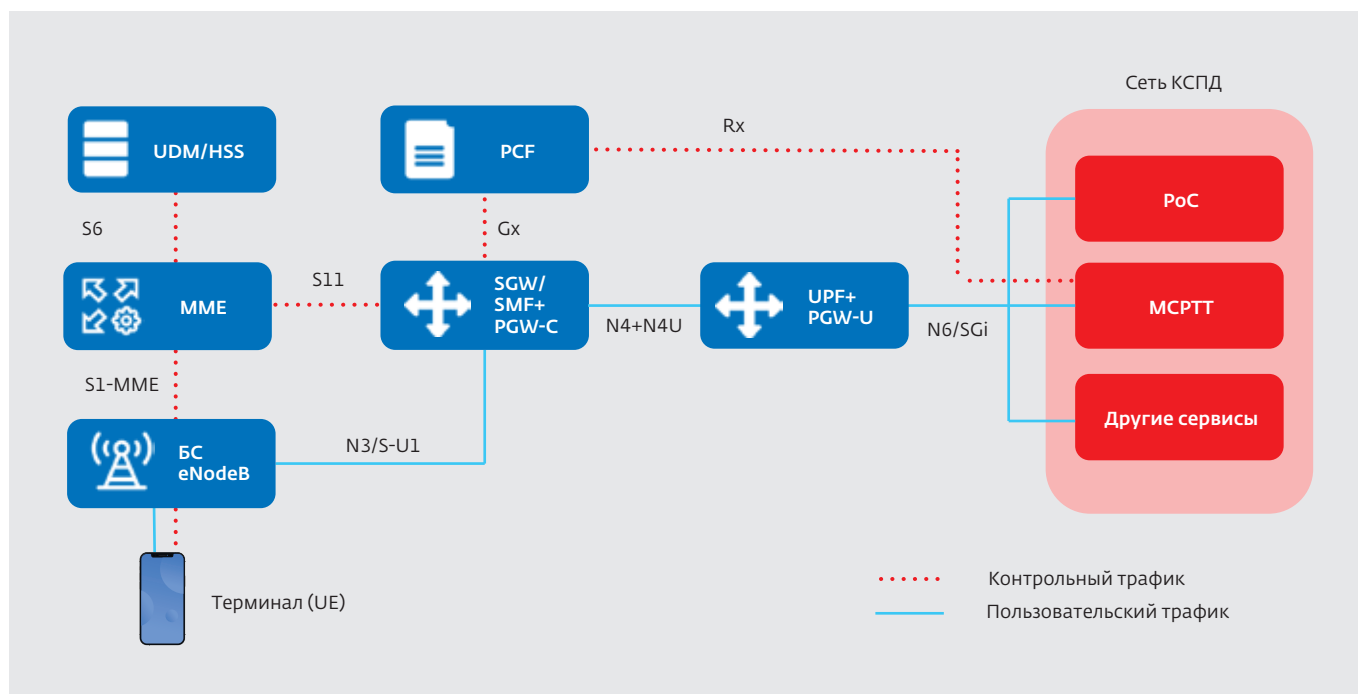 Сеть КСПД
UDM/HSS
PCF
Rx
PoC
S6
Gx
MME
S11
SGW/
SMF+
PGW-C
N4+N4U
UPF+
PGW-U
N6/SGi
MCPTT
S1-MME
БС
eNodeB
N3/S-U1
Другие сервисы
Терминал (UE)
Контрольный трафик
Пользовательский трафик